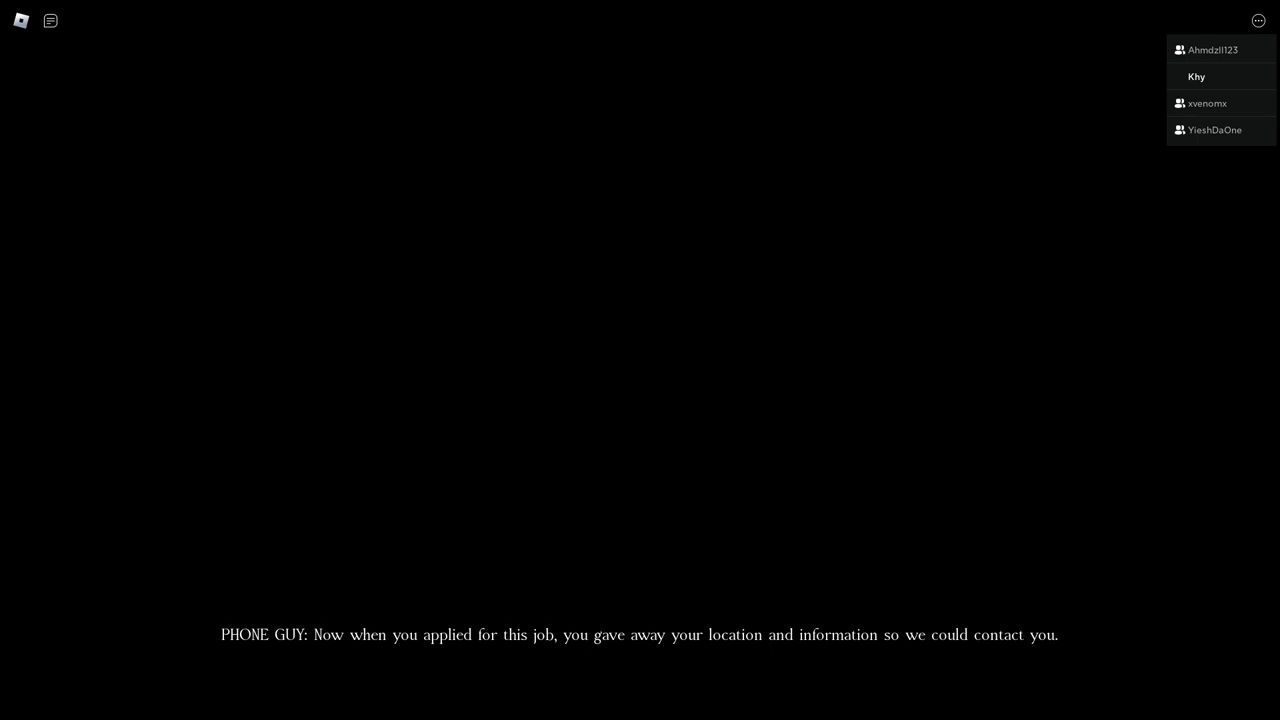 Ahmdzll123
Khy
xvenomx
YieshDaOne
PHONE GUY: Now when you applied for this job, you gave away your location and information so we could contact you.